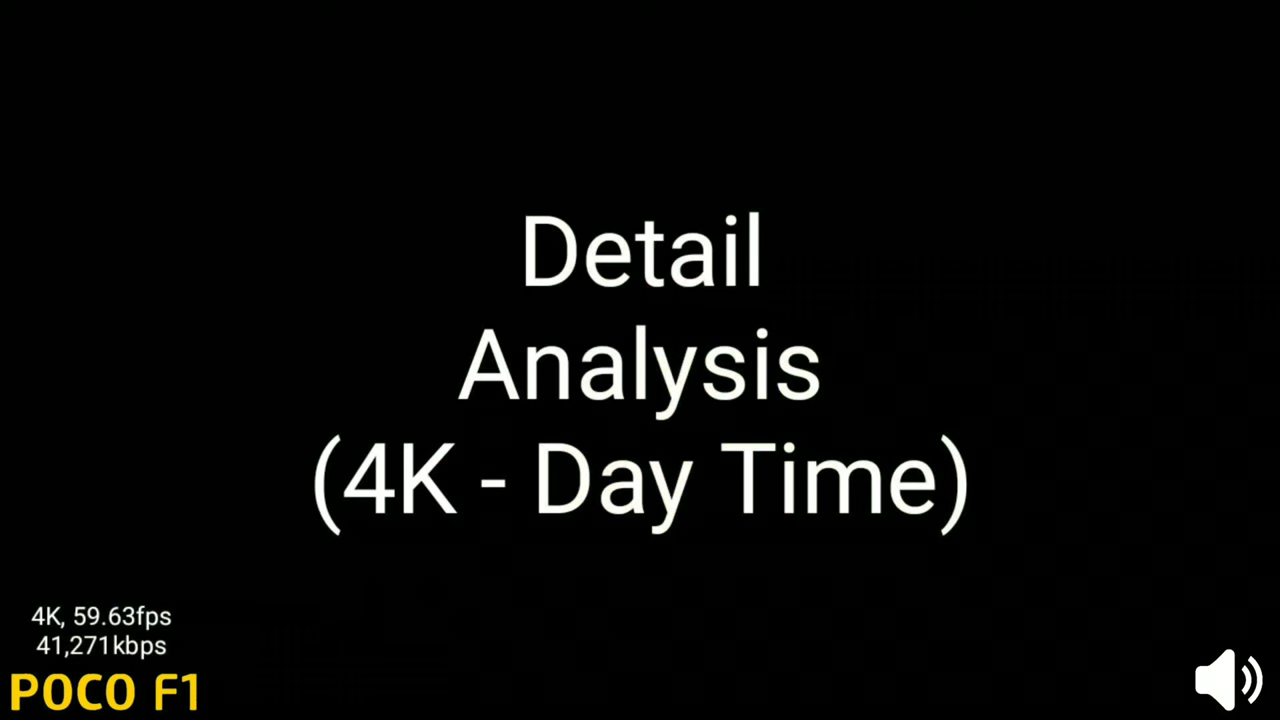 Detail
Analysis
(4K - Day Time)
4K, 59.63fps
41,271kbps
POCO F1